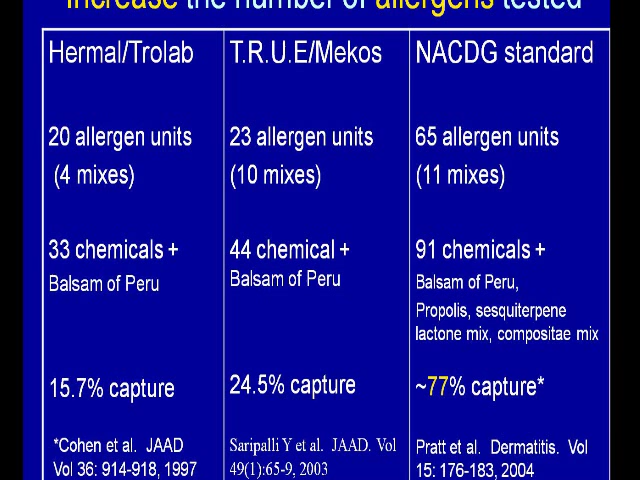 increase the number of allergens tested
Hermal/Trolab
20 allergen units
(4 mixes)
33 chemicals +
Balsam of Peru
15.7% capture
*Cohen et al. JAAD
Vol 36: 914-918, 1997
T.R.U.E/Mekos
23 allergen units
(10 mixes)
44 chemical +
Balsam of Peru
24.5% capture
Saripalli Y et al. JAAD. Vol
49(1):65-9, 2003
NACDG standard
65 allergen units
(11 mixes)
91 chemicals +
Balsam of Peru,
Propolis, sesquiterpene
lactone mix, compositae mix
~77% capture*
Pratt et al. Dermatitis. Vol
15: 176-183, 2004